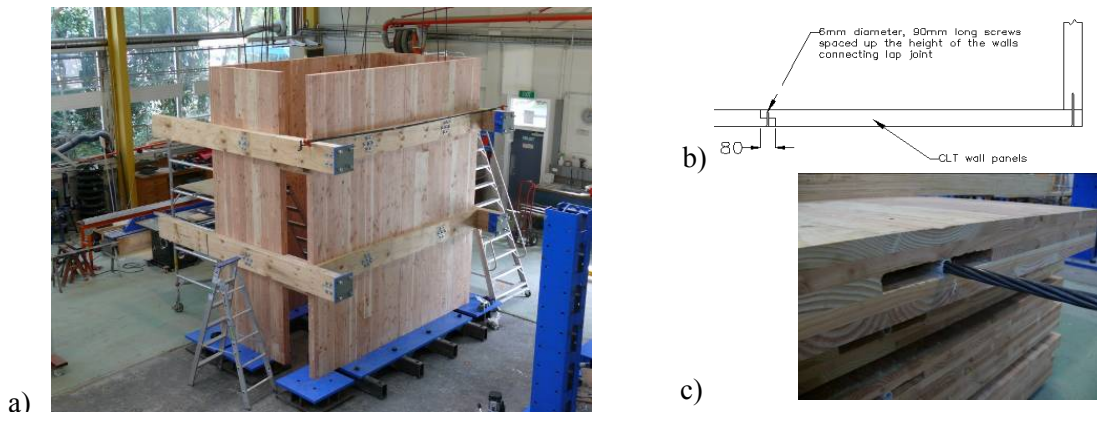 a)
b)
6mm diameter, 90mm long screws
spaced up the height of the walls
connecting lap joint
80
CLT wall panels
c)